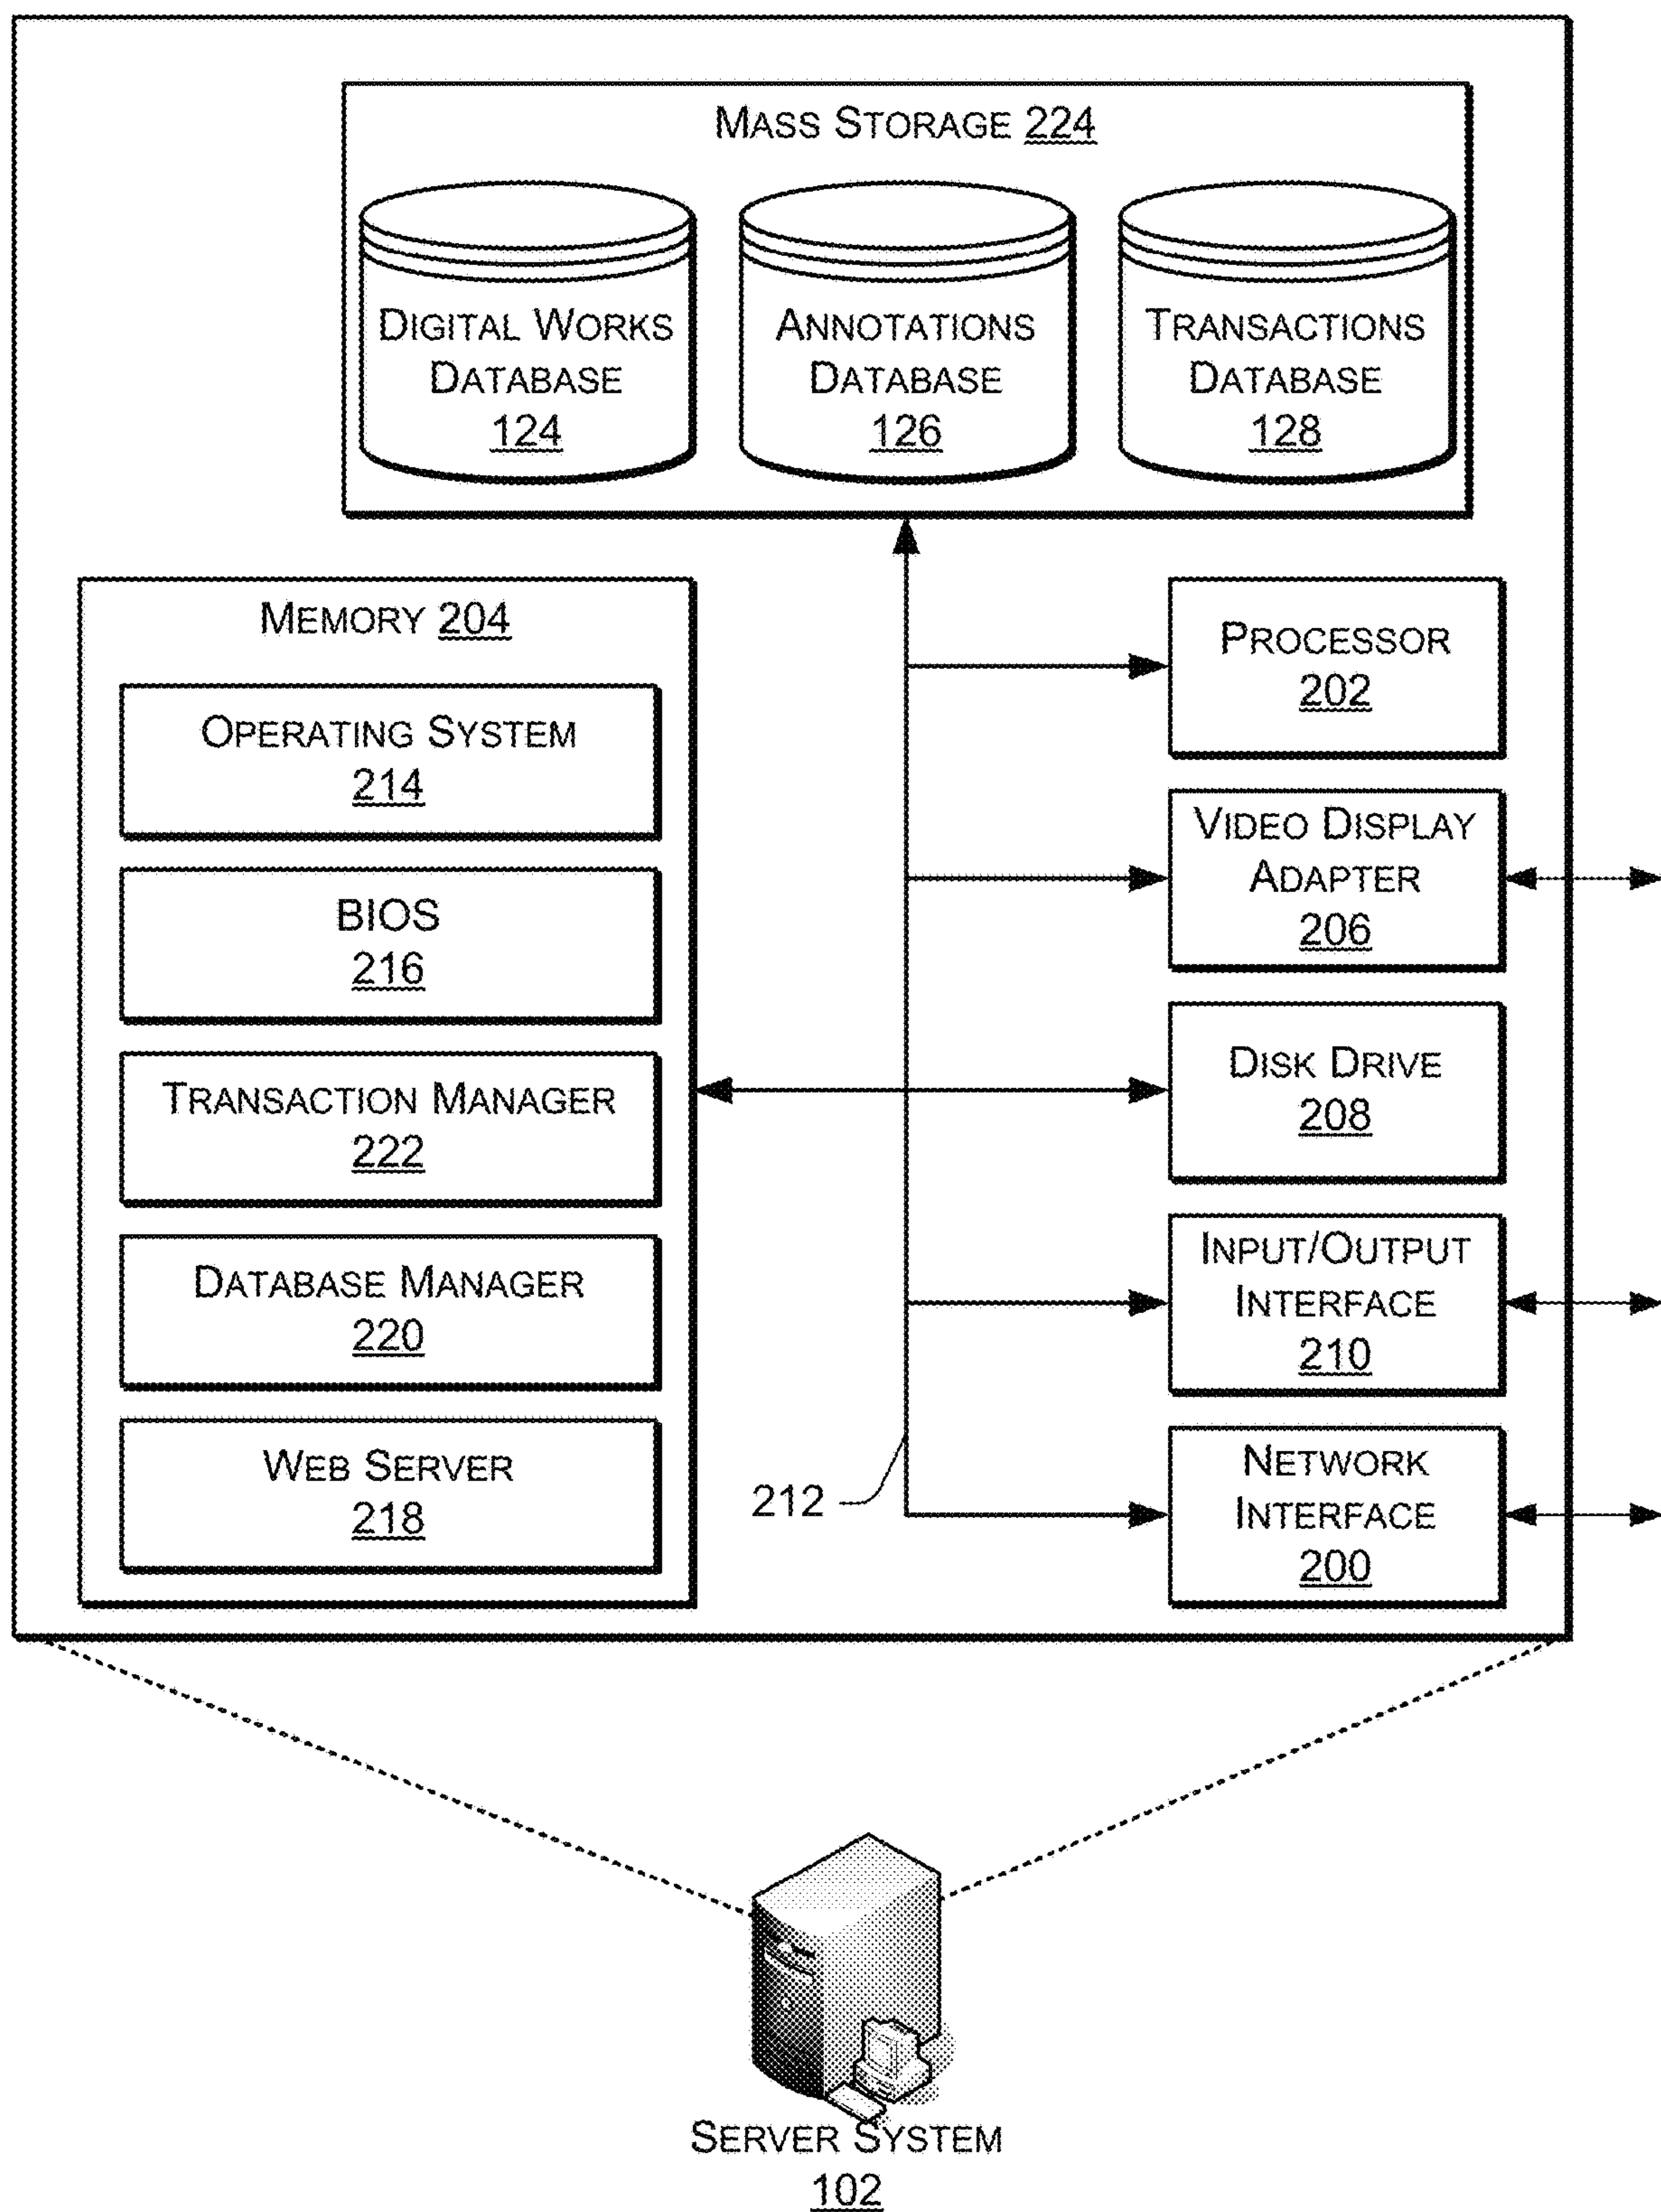 MASS STORAGE 224
DIGITAL WORKS
DATABASE
124
ANNOTATIONS
DATABASE
126
TRANSACTIONS
DATABASE
128
MEMORY 204
OPERATING SYSTEM
214
BIOS
216
TRANSACTION MANAGER
222
DATABASE MANAGER
220
WEB SERVER
218
212
PROCESSOR
202
VIDEO DISPLAY
ADAPTER
206
DISK DRIVE
208
INPUT/OUTPUT
INTERFACE
210
NETWORK
INTERFACE
200
SERVER SYSTEM
102